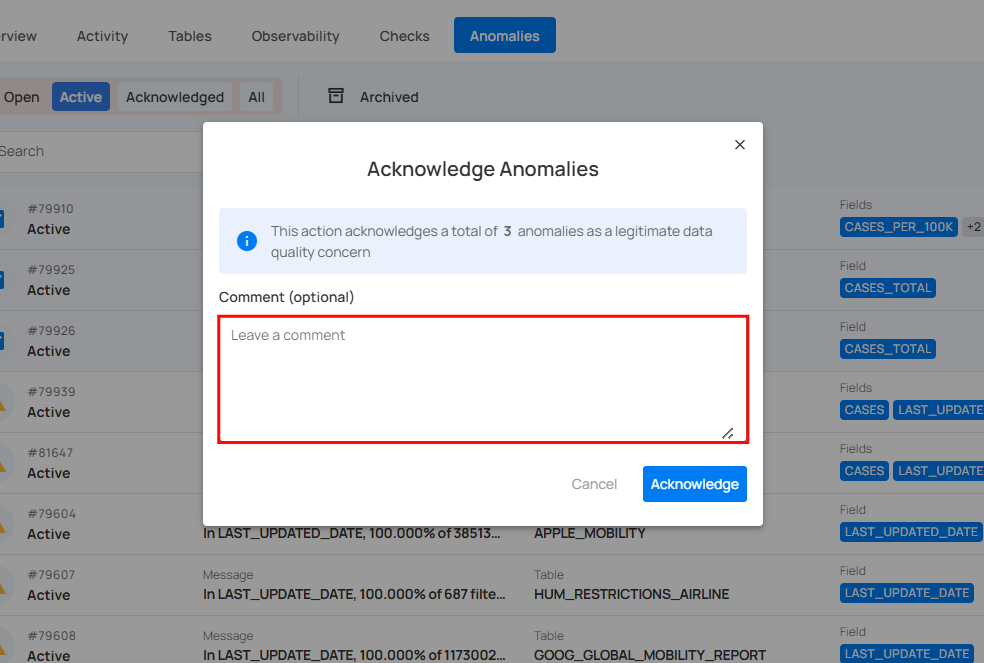 rview Activity Tables Observability Checks Anomalies
Open Active Acknowledged All Archived
Search
Acknowledge Anomalies
This action acknowledges a total of 3 anomalies as a legitimate data
quality concern
Comment (optional)
Leave a comment
Cancel Acknowledge
#79910 Fields
Active CASES_PER_100K +2
#79925 Field
Active CASES_TOTAL
#79926 Field
Active CASES_TOTAL
#79939 Fields
Active CASES LAST_UPDATE
#81647 Fields
Active CASES LAST_UPDATE
#79604 Field
Active In LAST_UPDATED_DATE, 100.000% of 38513... APPLE_MOBILITY LAST_UPDATED_DATE
#79607 Message Table Field
Active In LAST_UPDATE_DATE, 100.000% of 687 filte... HUM_RESTRICTIONS_AIRLINE LAST_UPDATE_DATE
#79608 Message Table Field
Active In LAST_UPDATE_DATE, 100.000% of 1173002... GOOG_GLOBAL_MOBILITY_REPORT LAST_UPDATE_DATE